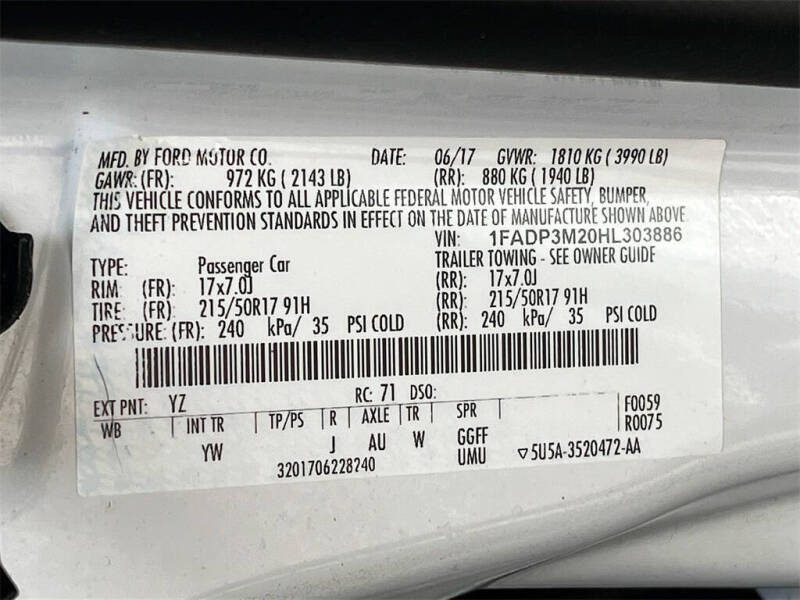 MFD. BY FORD MOTOR CO. DATE: 06/17 GVWR: 1810 KG ( 3990 LB)
GAWR: (FR): 972 KG ( 2143 LB) (RR): 880 KG ( 1940 LB)
THIS VEHICLE CONFORMS TO ALL APPLICABLE FEDERAL MOTOR VEHICLE SAFETY, BUMPER,
AND THEFT PREVENTION STANDARDS IN EFFECT ON THE DATE OF MANUFACTURE SHOWN ABOVE.
VIN: 1FADP3M20HL303886
TYPE: Passenger Car TRAILER TOWING - SEE OWNER GUIDE
RIM (FR): 17x7.0J (RR): 17x7.0J
TIRE (FR): 215/50R17 91H (RR): 215/50R17 91H
PRESSURE: (FR): 240 kPa/ 35 PSI COLD (RR): 240 kPa/ 35 PSI COLD
EXT PNT: YZ RC: 71 DSO: F0059
WB INT TR TP/PS R AXLE TR SPR R0075
YW J AU W GGFF
3201706228240 UMU ▽5U5A-3520472-AA